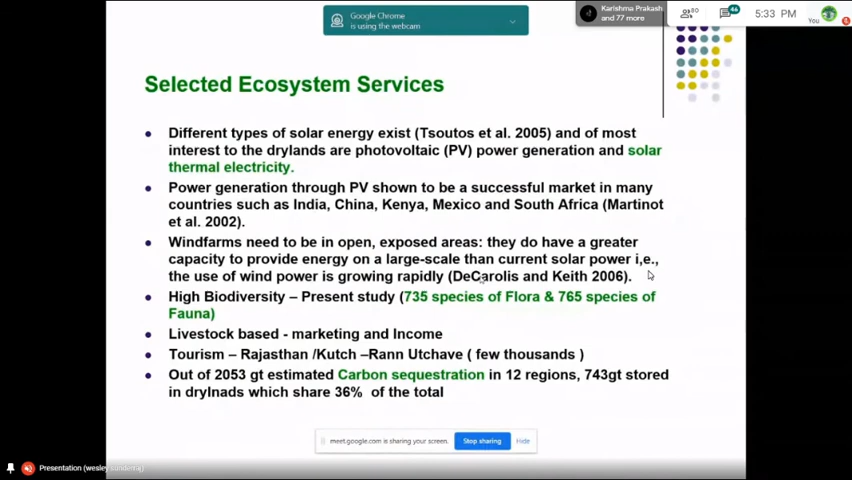 Google Chrome
is using the webcam
Karishma Prakash
and 77 more
80
46
5:33 PM
You
Selected Ecosystem Services
Different types of solar energy exist (Tsoutos et al. 2005) and of most
interest to the drylands are photovoltaic (PV) power generation and solar
thermal electricity.
Power generation through PV shown to be a successful market in many
countries such as India, China, Kenya, Mexico and South Africa (Martinot
et al. 2002).
Windfarms need to be in open, exposed areas: they do have a greater
capacity to provide energy on a large-scale than current solar power i,e.,
the use of wind power is growing rapidly (DeCarolis and Keith 2006).
High Biodiversity – Present study (735 species of Flora & 765 species of
Fauna)
Livestock based - marketing and Income
Tourism – Rajasthan /Kutch –Rann Utchave ( few thousands )
Out of 2053 gt estimated Carbon sequestration in 12 regions, 743gt stored
in drylnads which share 36% of the total
meet.google.com is sharing your screen.
Stop sharing
Hide
Presentation (wesley sunderraj)